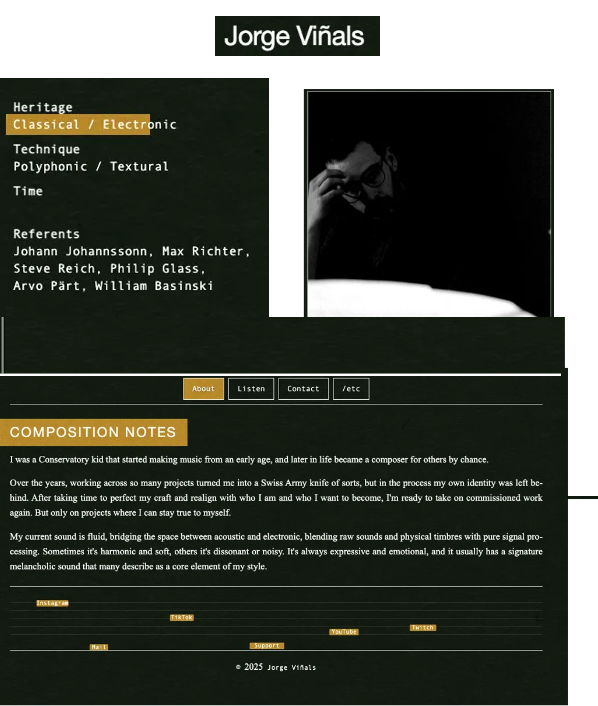 Jorge Viñals
Heritage
Classical / Electronic
Technique
Polyphonic / Textural
Time
Referents
Johann Johannssonn, Max Richter,
Steve Reich, Philip Glass,
Arvo Pärt, William Basinski
About Listen Contact /etc
COMPOSITION NOTES
I was a Conservatory kid that started making music from an early age, and later in life became a composer for others by chance.
Over the years, working across so many projects turned me into a Swiss Army knife of sorts, but in the process my own identity was left be-
hind. After taking time to perfect my craft and realign with who I am and who I want to become, I'm ready to take on commissioned work
again. But only on projects where I can stay true to myself.
My current sound is fluid, bridging the space between acoustic and electronic, blending raw sounds and physical timbres with pure signal pro-
cessing. Sometimes it's harmonic and soft, others it's dissonant or noisy. It's always expressive and emotional, and it usually has a signature
melancholic sound that many describe as a core element of my style.
Instagram
TikTok
Twitch
YouTube
Mail
Support
© 2025 Jorge Viñals